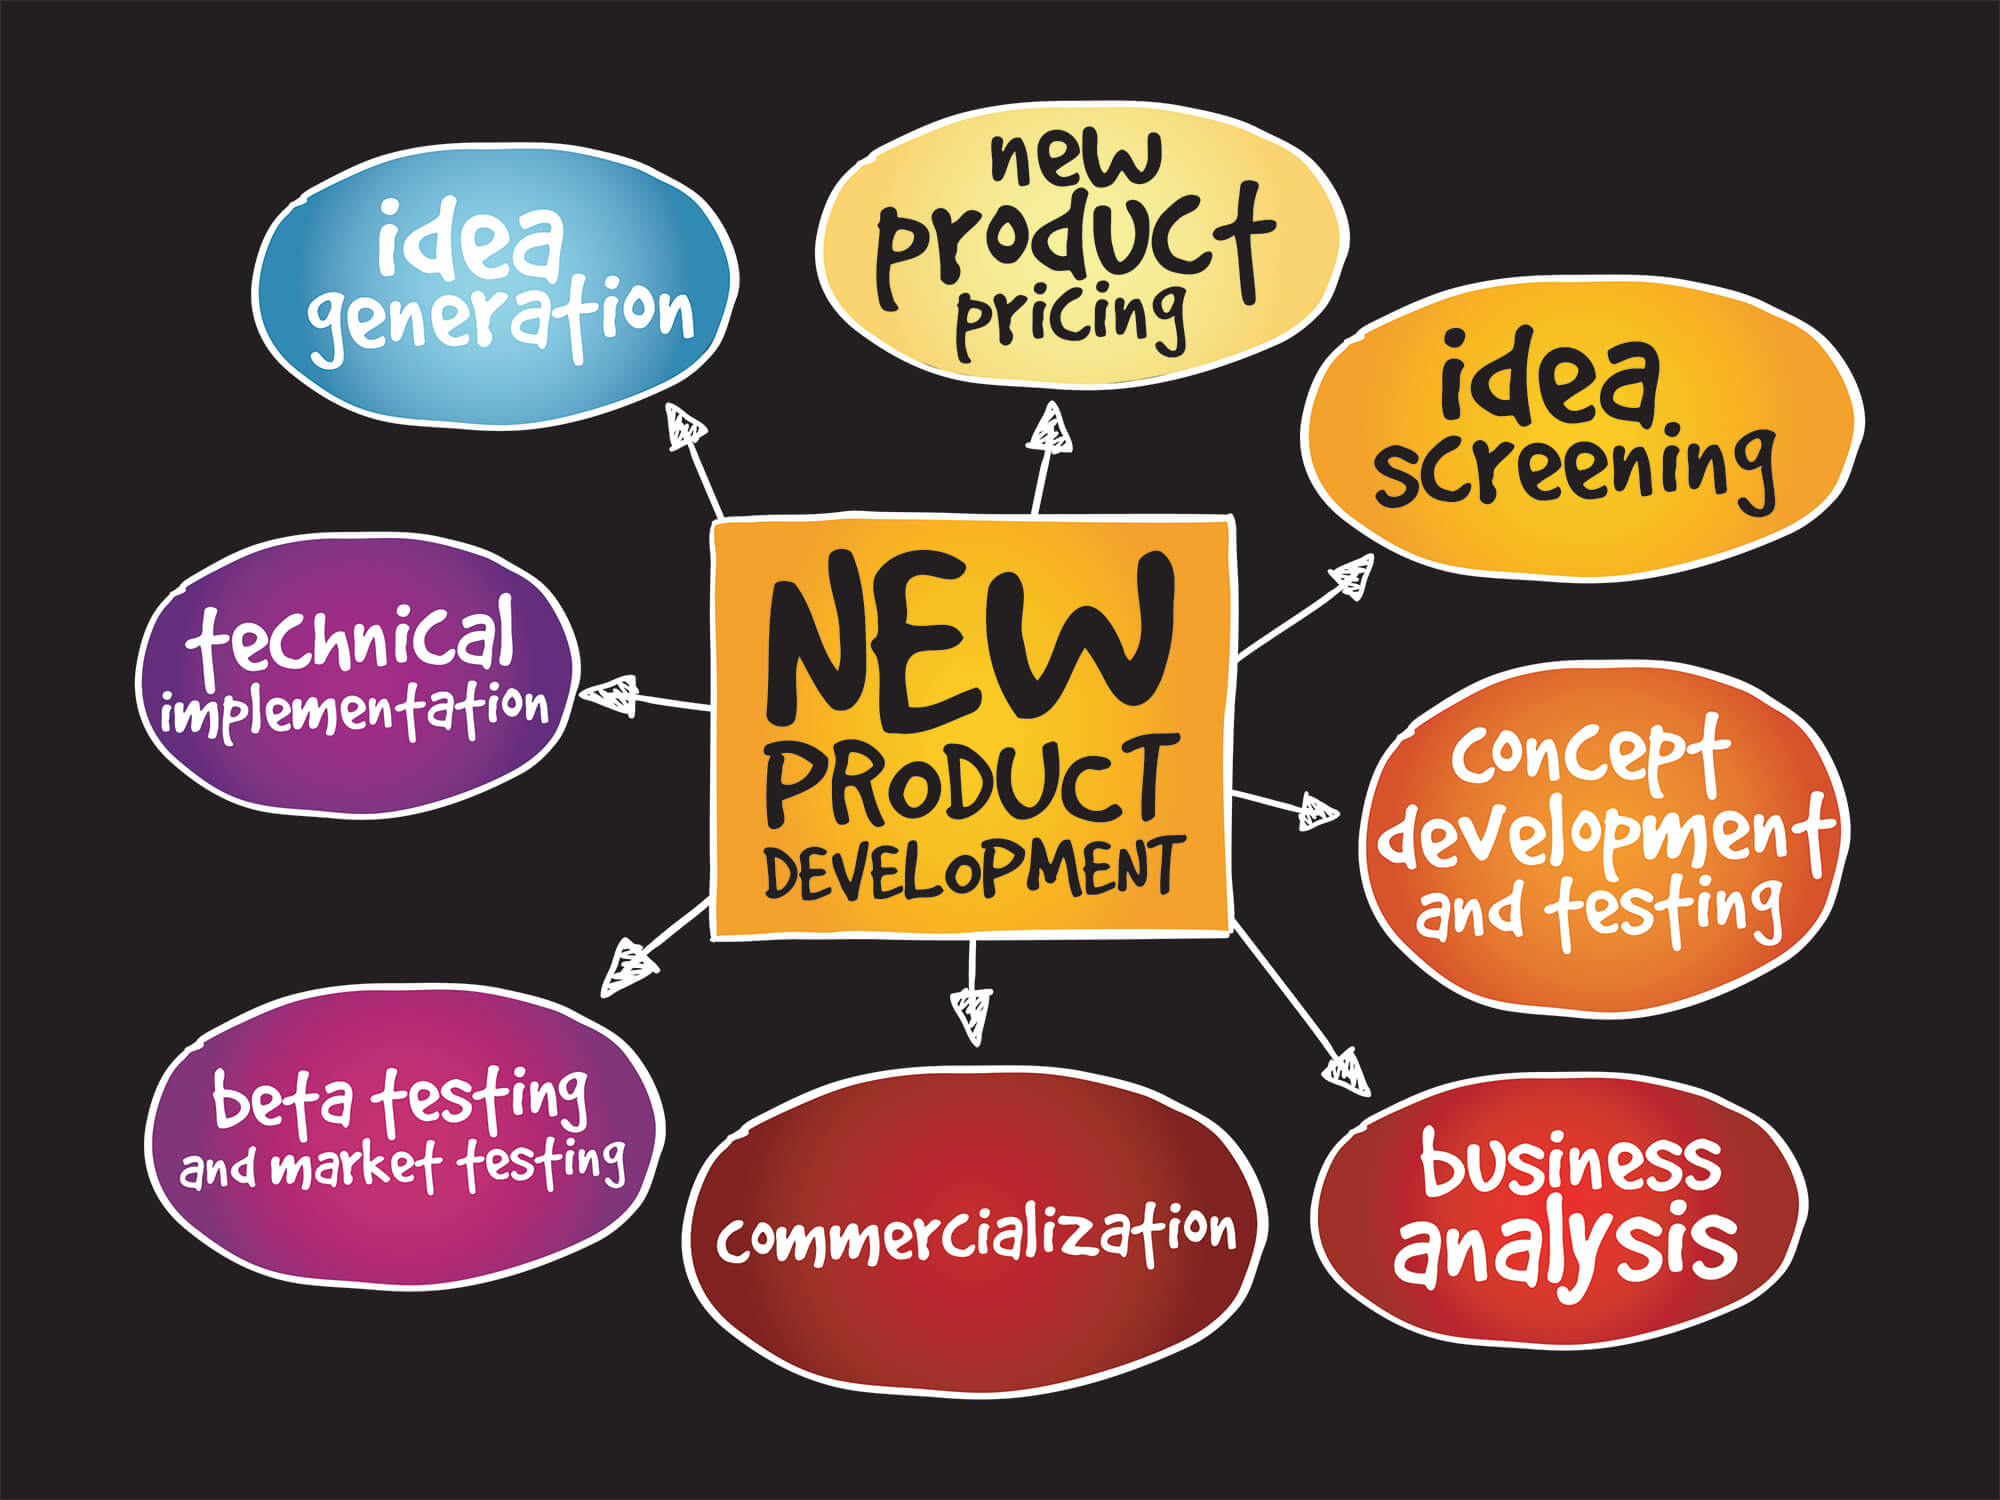 idea
generation
new
product
pricing
idea
screening
technical
implementation
NEW
PRODUCT
DEVELOPMENT
concept
development
and testing
beta testing
and market testing
commercialization
business
analysis